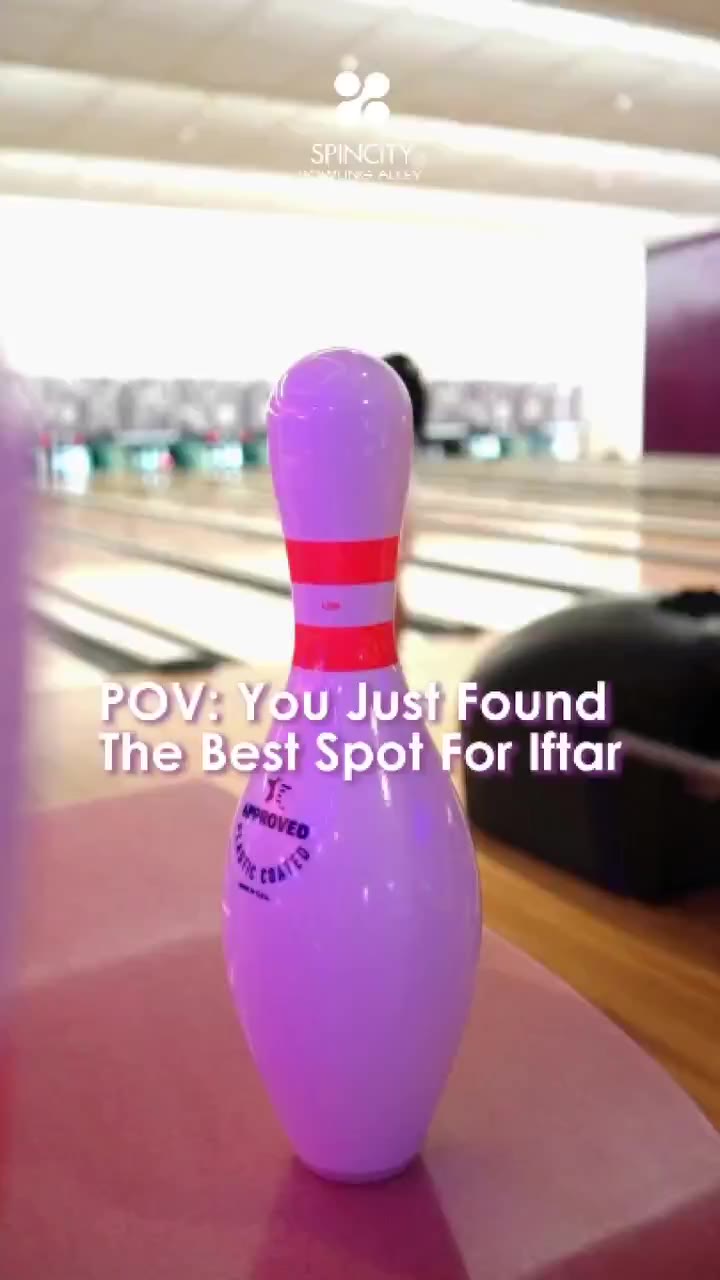 SPINCITY
BOWLING ALLEY
POV: You Just Found
The Best Spot For Iftar
APPROVED
PLASTIC COATED